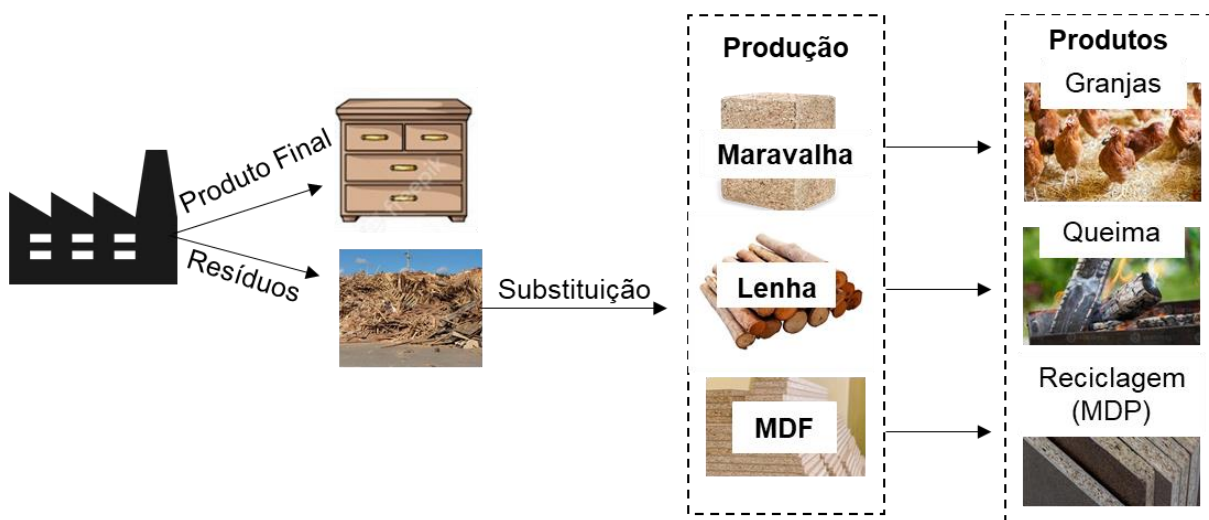 Produto Final
Resíduos
Substituição
Produção
Maravalha
Lenha
MDF
Produtos
Granjas
Queima
Reciclagem
(MDP)